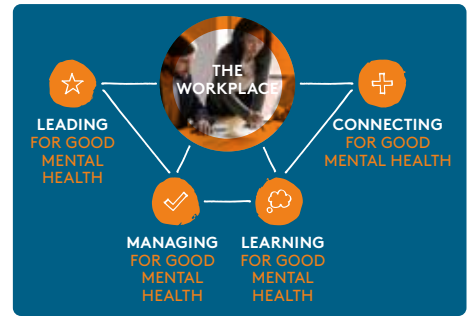 THE
WORKPLACE
LEADING
FOR GOOD
MENTAL
HEALTH
CONNECTING
FOR GOOD
MENTAL HEALTH
MANAGING
FOR GOOD
MENTAL
HEALTH
LEARNING
FOR GOOD
MENTAL
HEALTH